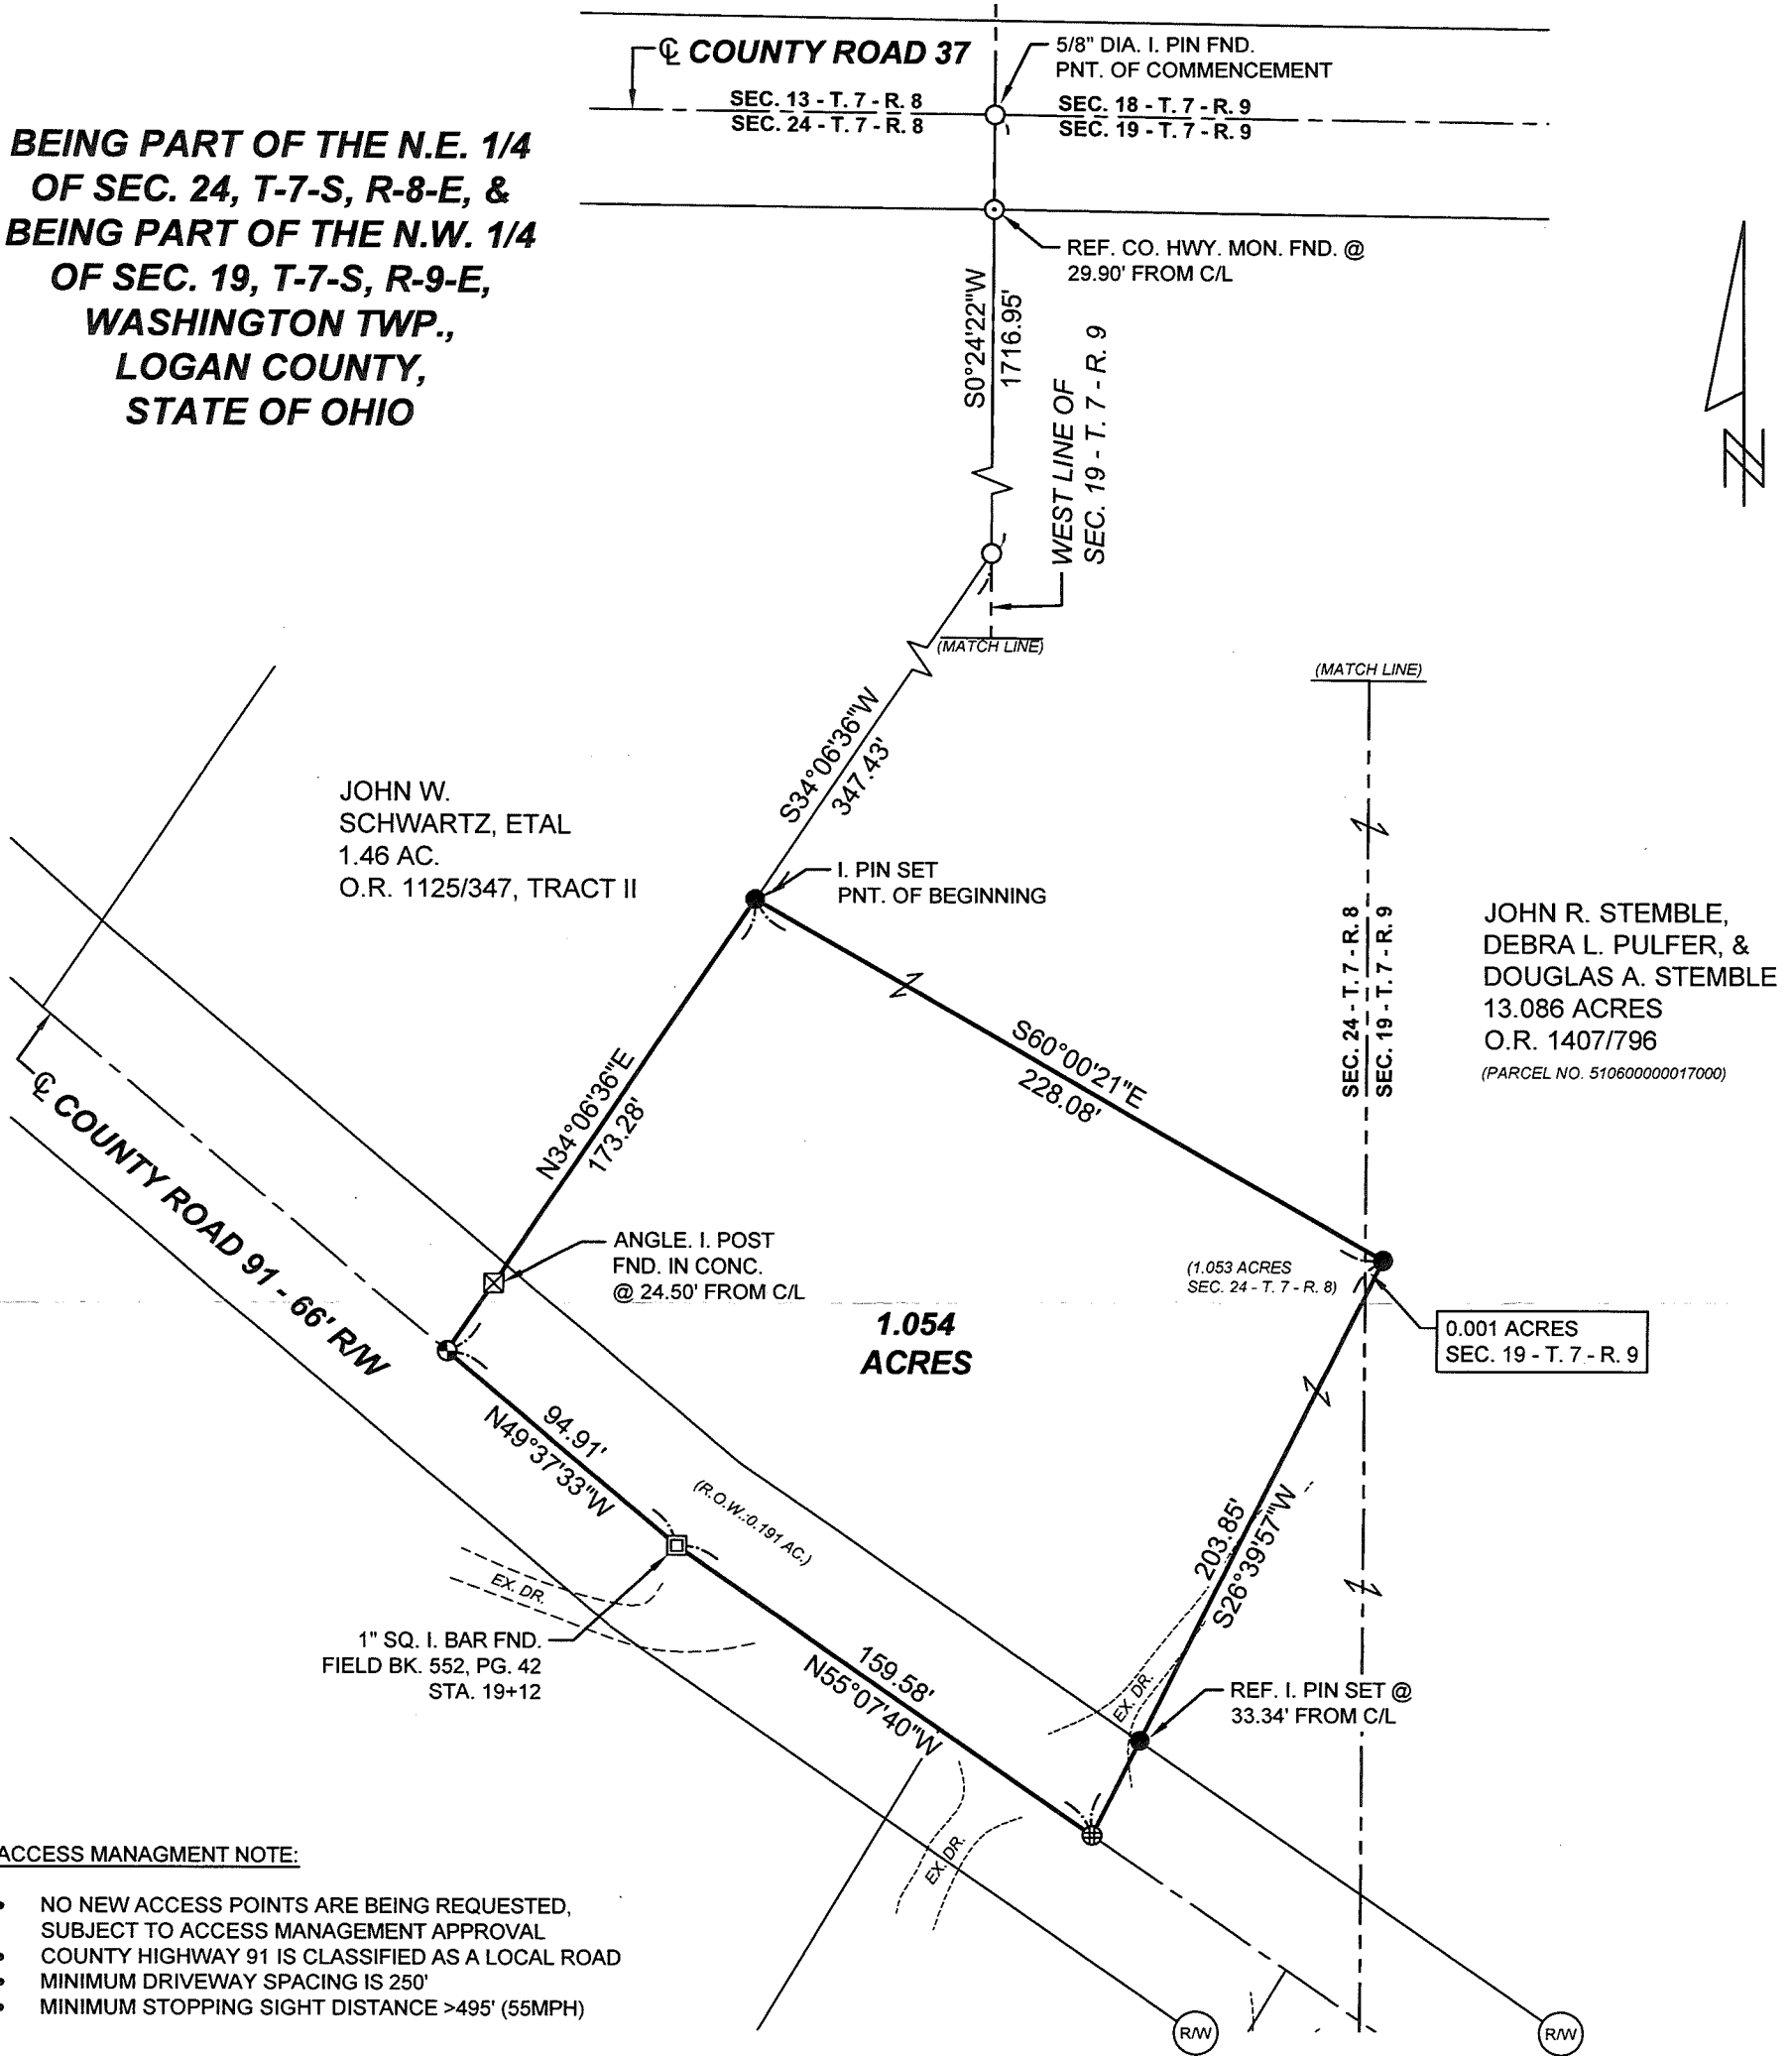 ℄ COUNTY ROAD 37
5/8" DIA. I. PIN FND.
PNT. OF COMMENCEMENT
SEC. 13 - T. 7 - R. 8
SEC. 24 - T. 7 - R. 8
SEC. 18 - T. 7 - R. 9
SEC. 19 - T. 7 - R. 9
BEING PART OF THE N.E. 1/4
OF SEC. 24, T-7-S, R-8-E, &
BEING PART OF THE N.W. 1/4
OF SEC. 19, T-7-S, R-9-E,
WASHINGTON TWP.,
LOGAN COUNTY,
STATE OF OHIO
REF. CO. HWY. MON. FND. @
29.90' FROM C/L
S0°24'22"W
1716.95'
WEST LINE OF
SEC. 19 - T. 7 - R. 9
N
(MATCH LINE)
(MATCH LINE)
S34°06'36"W
347.43'
JOHN W.
SCHWARTZ, ETAL
1.46 AC.
O.R. 1125/347, TRACT II
I. PIN SET
PNT. OF BEGINNING
SEC. 24 - T. 7 - R. 8
SEC. 19 - T. 7 - R. 9
JOHN R. STEMBLE,
DEBRA L. PULFER, &
DOUGLAS A. STEMBLE
13.086 ACRES
O.R. 1407/796
(PARCEL NO. 510600000017000)
S60°00'21"E
228.08'
N34°06'36"E
173.28'
℄ COUNTY ROAD 91 - 66' R/W
ANGLE. I. POST
FND. IN CONC.
@ 24.50' FROM C/L
(1.053 ACRES
SEC. 24 - T. 7 - R. 8)
1.054
ACRES
0.001 ACRES
SEC. 19 - T. 7 - R. 9
94.91'
N49°37'33"W
(R.O.W.:0.191 AC.)
203.85'
S26°39'57"W
EX. DR.
1" SQ. I. BAR FND.
FIELD BK. 552, PG. 42
STA. 19+12
159.58'
N55°07'40"W
EX. DR.
REF. I. PIN SET @
33.34' FROM C/L
EX. DR.
ACCESS MANAGMENT NOTE:
• NO NEW ACCESS POINTS ARE BEING REQUESTED,
SUBJECT TO ACCESS MANAGEMENT APPROVAL
• COUNTY HIGHWAY 91 IS CLASSIFIED AS A LOCAL ROAD
• MINIMUM DRIVEWAY SPACING IS 250'
• MINIMUM STOPPING SIGHT DISTANCE >495' (55MPH)
R/W
R/W